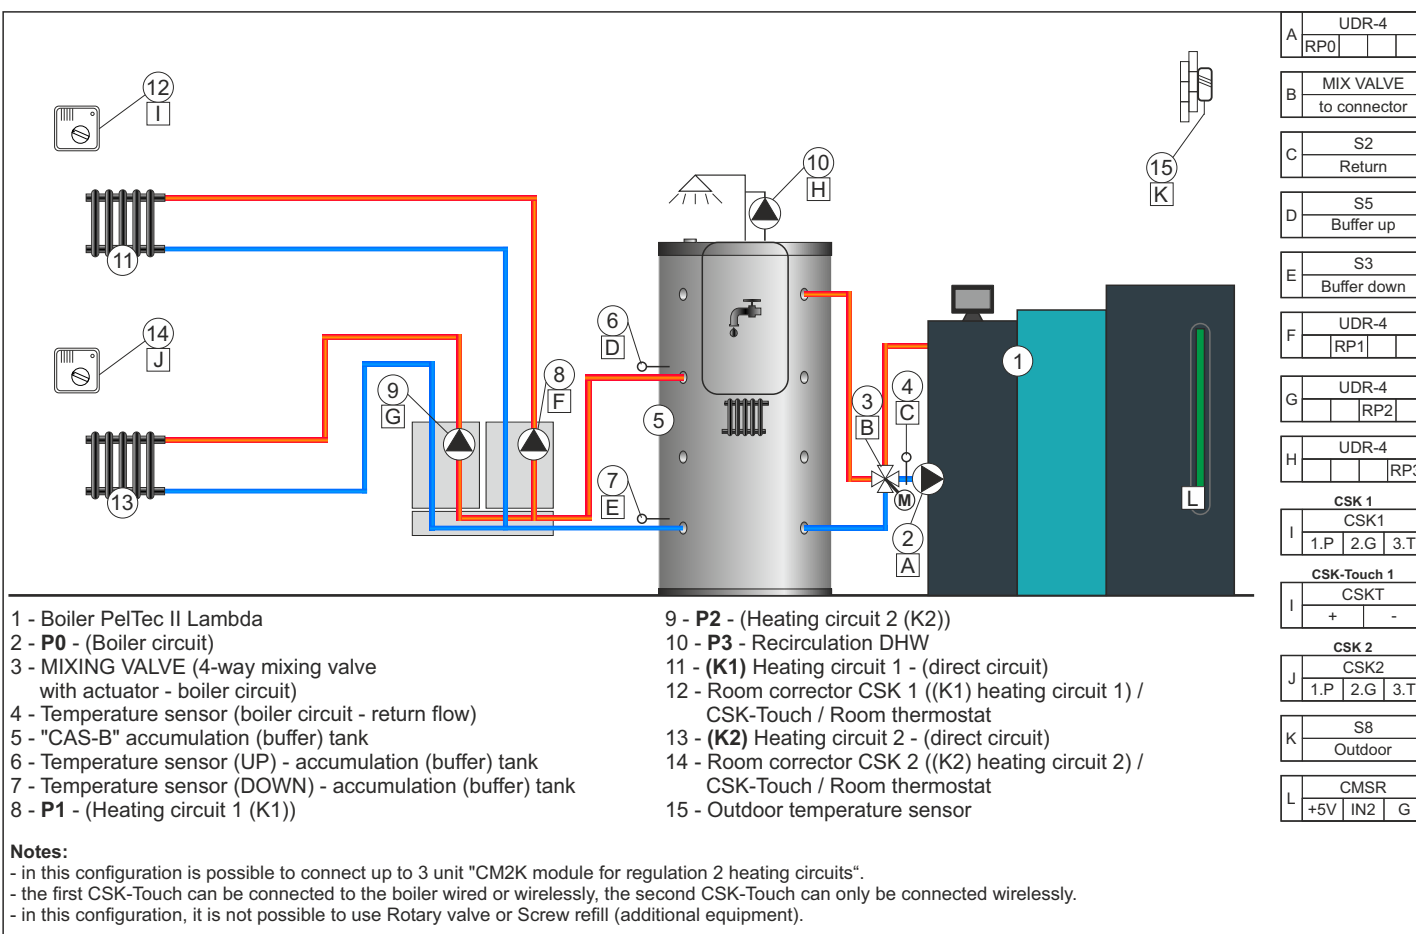 12
I
11
14
J
13
9
G
8
F
6
D
7
E
5
10
H
3
B
4
C
M
2
A
1
L
15
K
A
UDR-4
RP0
B
MIX VALVE
to connector
C
S2
Return
D
S5
Buffer up
E
S3
Buffer down
F
UDR-4
RP1
G
UDR-4
RP2
H
UDR-4
RP3
CSK 1
I
CSK1
1.P 2.G 3.T
CSK-Touch 1
I
CSKT
+ -
CSK 2
J
CSK2
1.P 2.G 3.T
K
S8
Outdoor
L
CMSR
+5V IN2 G
1 - Boiler PelTec II Lambda
2 - P0 - (Boiler circuit)
3 - MIXING VALVE (4-way mixing valve
with actuator - boiler circuit)
4 - Temperature sensor (boiler circuit - return flow)
5 - "CAS-B" accumulation (buffer) tank
6 - Temperature sensor (UP) - accumulation (buffer) tank
7 - Temperature sensor (DOWN) - accumulation (buffer) tank
8 - P1 - (Heating circuit 1 (K1))
9 - P2 - (Heating circuit 2 (K2))
10 - P3 - Recirculation DHW
11 - (K1) Heating circuit 1 - (direct circuit)
12 - Room corrector CSK 1 ((K1) heating circuit 1) /
CSK-Touch / Room thermostat
13 - (K2) Heating circuit 2 - (direct circuit)
14 - Room corrector CSK 2 ((K2) heating circuit 2) /
CSK-Touch / Room thermostat
15 - Outdoor temperature sensor
Notes:
- in this configuration is possible to connect up to 3 unit "CM2K module for regulation 2 heating circuits“.
- the first CSK-Touch can be connected to the boiler wired or wirelessly, the second CSK-Touch can only be connected wirelessly.
- in this configuration, it is not possible to use Rotary valve or Screw refill (additional equipment).